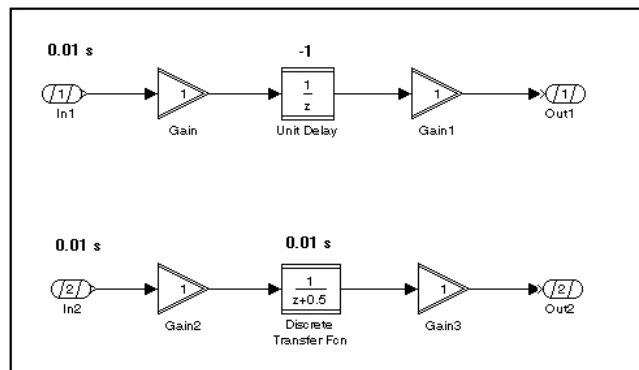 0.01 s -1
/1/ 1 1 1 /1/
z
In1 Out1
Gain Unit Delay Gain1
0.01 s 0.01 s
/2/ 1 1 1 /2/
z+0.5
In2 Out2
Gain2 Discrete Gain3
Transfer Fcn